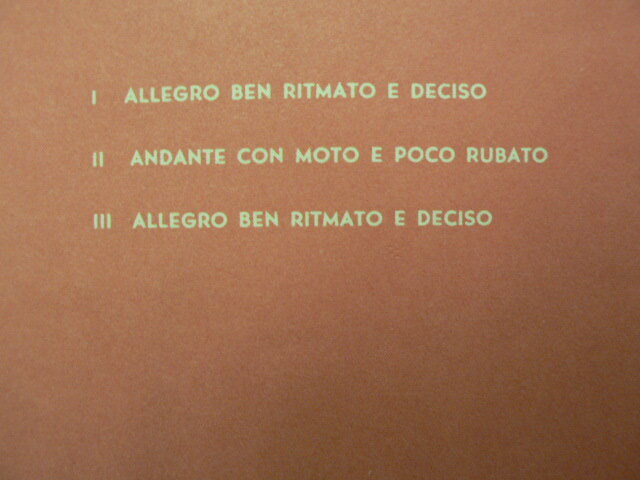 I ALLEGRO BEN RITMATO E DECISO
II ANDANTE CON MOTO E POCO RUBATO
III ALLEGRO BEN RITMATO E DECISO